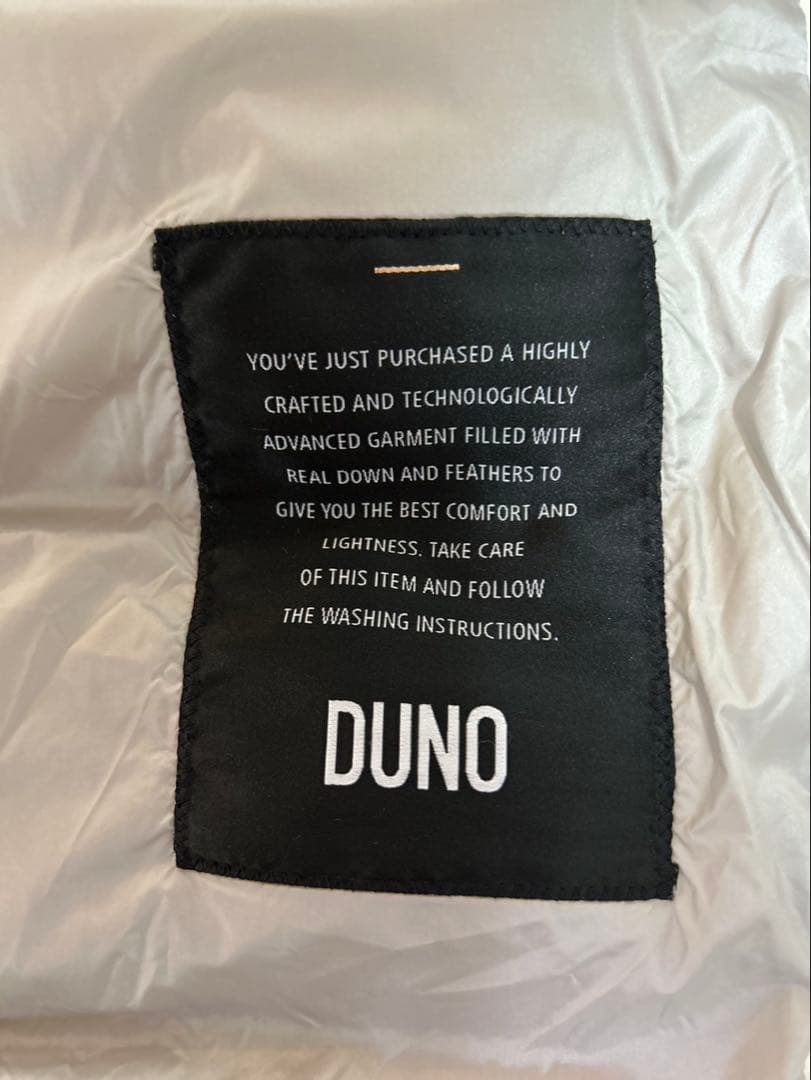 YOU'VE JUST PURCHASED A HIGHLY
CRAFTED AND TECHNOLOGICALLY
ADVANCED GARMENT FILLED WITH
REAL DOWN AND FEATHERS TO
GIVE YOU THE BEST COMFORT AND
LIGHTNESS. TAKE CARE
OF THIS ITEM AND FOLLOW
THE WASHING INSTRUCTIONS.
DUNO